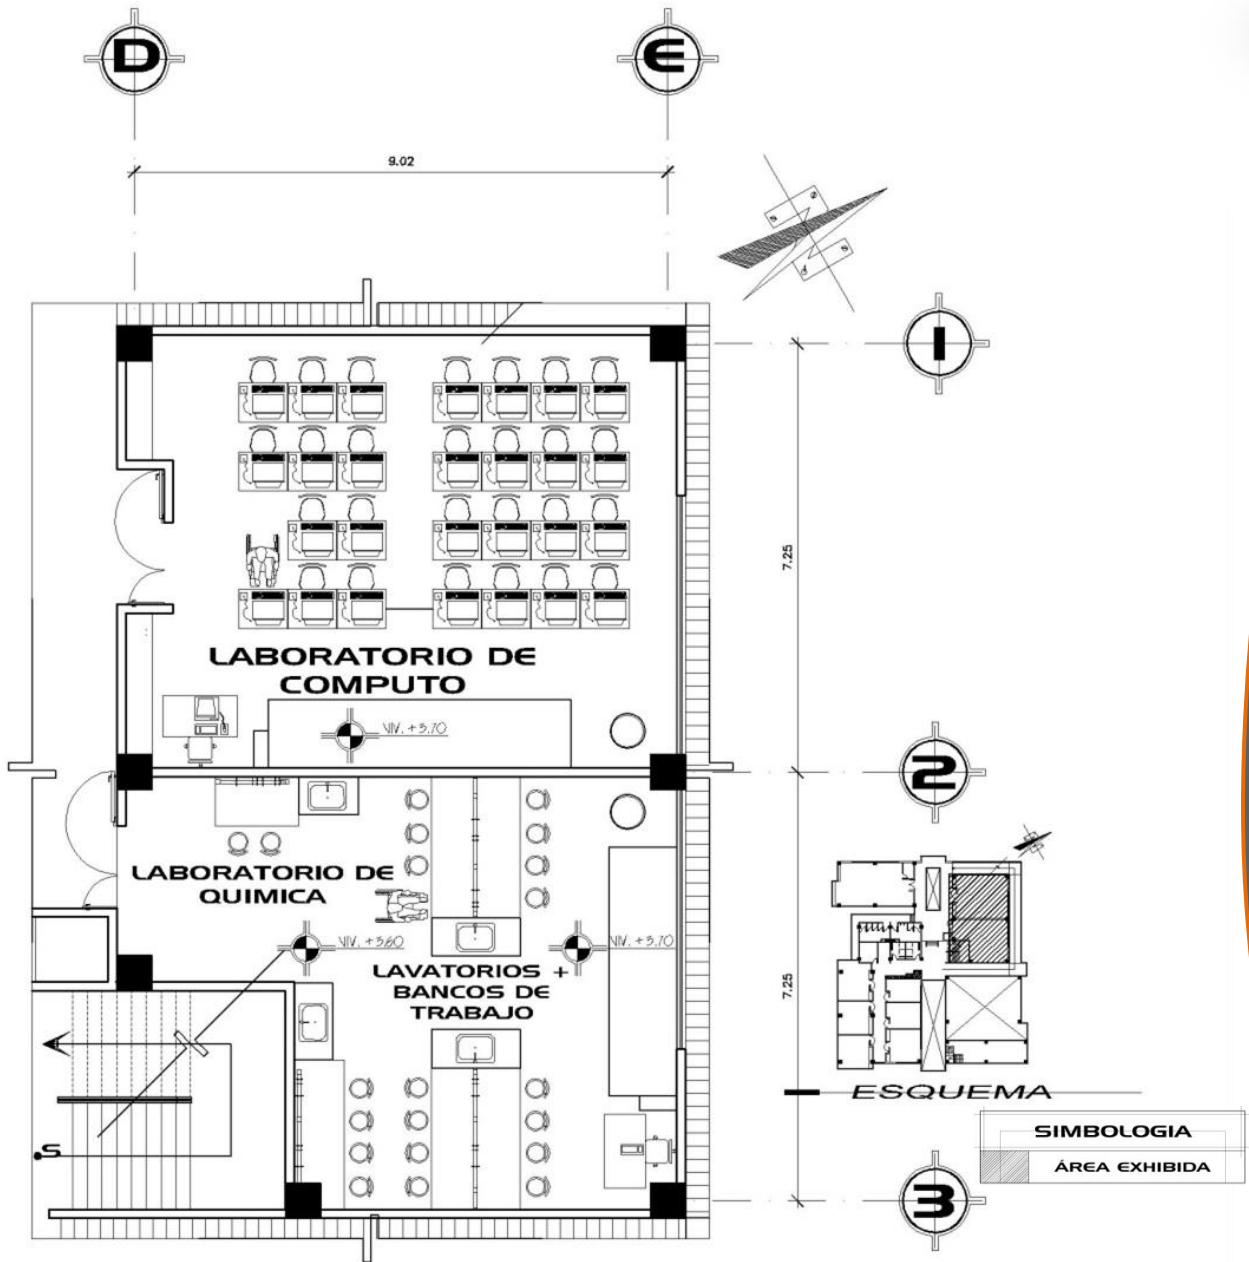 D
E
9.02
1
7.25
LABORATORIO DE
COMPUTO
NIV. +3.70
2
LABORATORIO DE
QUIMICA
NIV. +3.60
NIV. +3.70
LAVATORIOS +
BANCOS DE
TRABAJO
7.25
ESQUEMA
SIMBOLOGIA
ÁREA EXHIBIDA
S
3